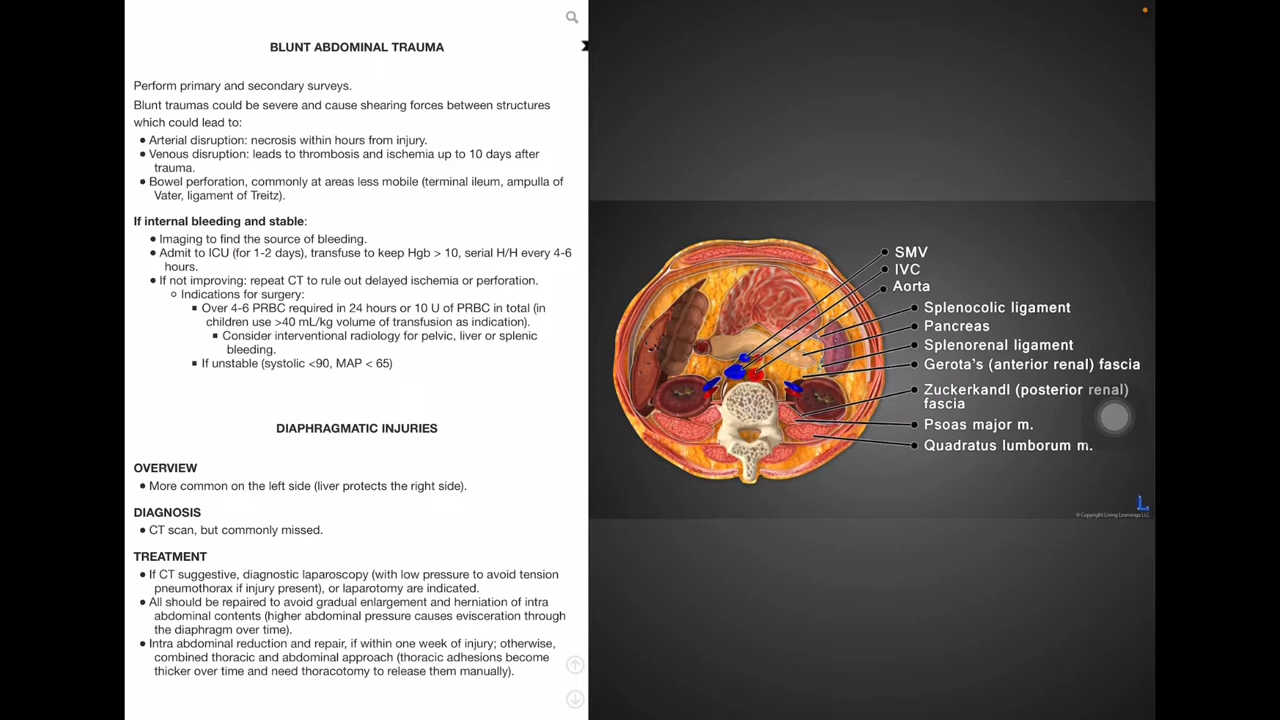 BLUNT ABDOMINAL TRAUMA
Perform primary and secondary surveys.
Blunt traumas could be severe and cause shearing forces between structures
which could lead to:
● Arterial disruption: necrosis within hours from injury.
● Venous disruption: leads to thrombosis and ischemia up to 10 days after
trauma.
● Bowel perforation, commonly at areas less mobile (terminal ileum, ampulla of
Vater, ligament of Treitz).
If internal bleeding and stable:
● Imaging to find the source of bleeding.
● Admit to ICU (for 1-2 days), transfuse to keep Hgb > 10, serial H/H every 4-6
hours.
● If not improving: repeat CT to rule out delayed ischemia or perforation.
○ Indications for surgery:
■ Over 4-6 PRBC required in 24 hours or 10 U of PRBC in total (in
children use >40 mL/kg volume of transfusion as indication).
■ Consider interventional radiology for pelvic, liver or splenic
bleeding.
■ If unstable (systolic <90, MAP < 65)
DIAPHRAGMATIC INJURIES
OVERVIEW
● More common on the left side (liver protects the right side).
DIAGNOSIS
● CT scan, but commonly missed.
TREATMENT
● If CT suggestive, diagnostic laparoscopy (with low pressure to avoid tension
pneumothorax if injury present), or laparotomy are indicated.
● All should be repaired to avoid gradual enlargement and herniation of intra
abdominal contents (higher abdominal pressure causes evisceration through
the diaphragm over time).
● Intra abdominal reduction and repair, if within one week of injury; otherwise,
combined thoracic and abdominal approach (thoracic adhesions become
thicker over time and need thoracotomy to release them manually).
SMV
IVC
Aorta
Splenocolic ligament
Pancreas
Splenorenal ligament
Gerota's (anterior renal) fascia
Zuckerkandl (posterior renal)
fascia
Psoas major m.
Quadratus lumborum m.
L
© Copyright Living Learnings LLC.